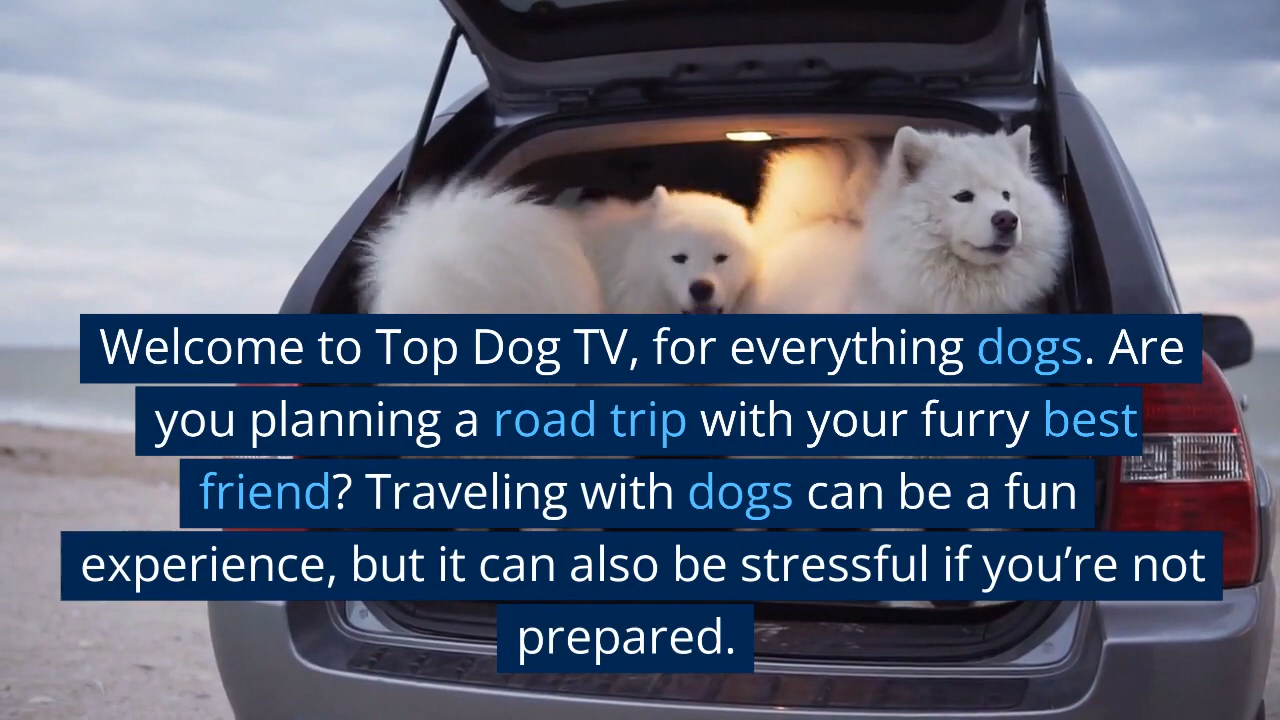 Welcome to Top Dog TV, for everything dogs. Are
you planning a road trip with your furry best
friend? Traveling with dogs can be a fun
experience, but it can also be stressful if you’re not
prepared.